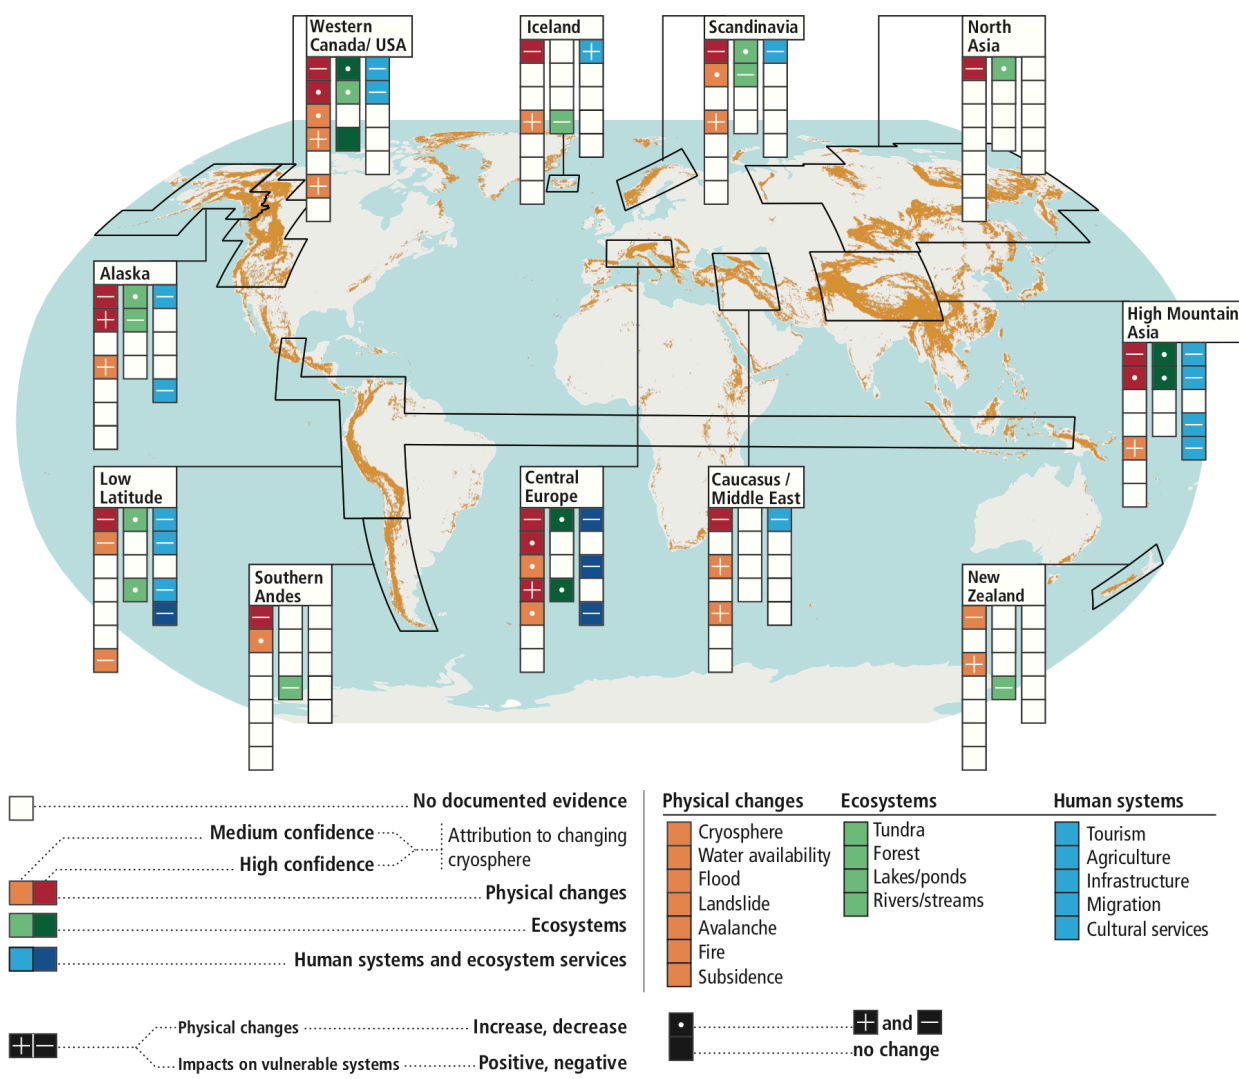 Western
Canada/ USA
Iceland
Scandinavia
North
Asia
Alaska
High Mountain
Asia
Low
Latitude
Central
Europe
Caucasus /
Middle East
Southern
Andes
New
Zealand
No documented evidence
Medium confidence
High confidence
Attribution to changing
cryosphere
Physical changes
Ecosystems
Human systems and ecosystem services
Physical changes
Increase, decrease
Impacts on vulnerable systems
Positive, negative
Physical changes
Cryosphere
Water availability
Flood
Landslide
Avalanche
Fire
Subsidence
Ecosystems
Tundra
Forest
Lakes/ponds
Rivers/streams
Human systems
Tourism
Agriculture
Infrastructure
Migration
Cultural services
+ and −
no change